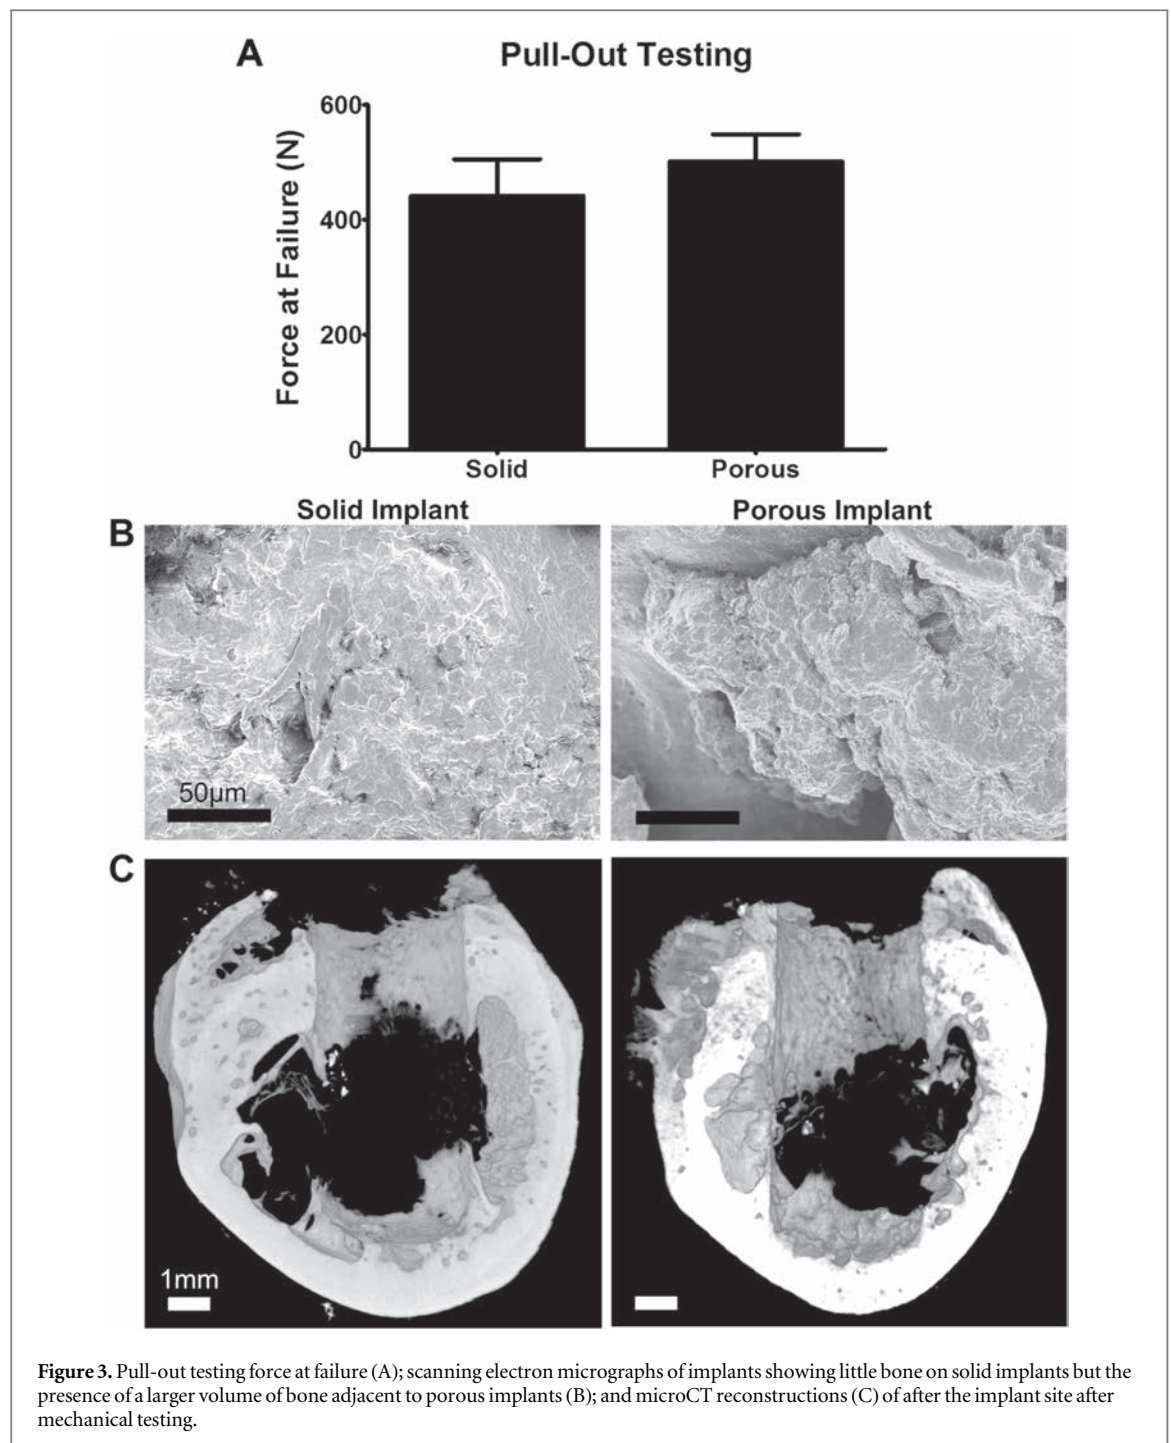 A
Pull-Out Testing
Force at Failure (N)
600
400
200
0
Solid
Porous
Solid Implant
Porous Implant
B
50µm
C
1mm
Figure 3. Pull-out testing force at failure (A); scanning electron micrographs of implants showing little bone on solid implants but the
presence of a larger volume of bone adjacent to porous implants (B); and microCT reconstructions (C) of after the implant site after
mechanical testing.